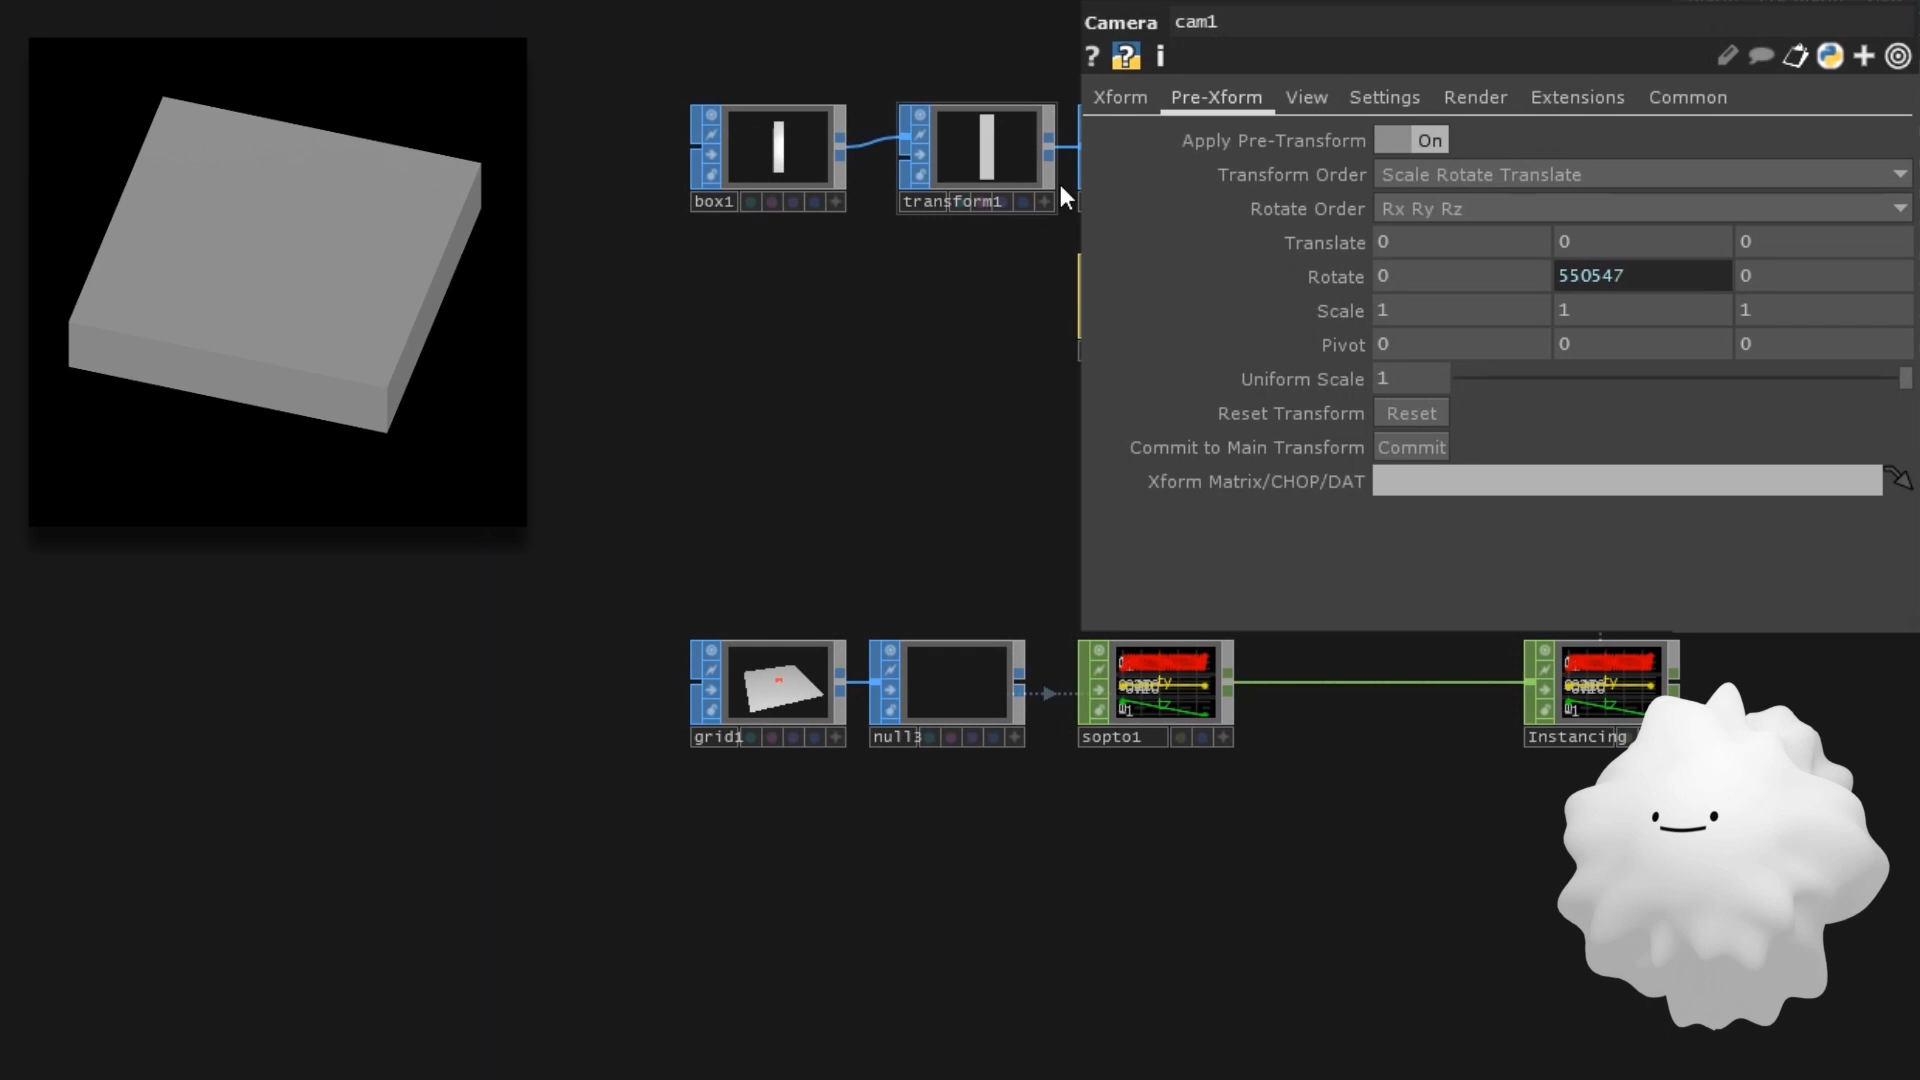 Camera cam1
? ? i
Xform Pre-Xform View Settings Render Extensions Common
Apply Pre-Transform On
Transform Order Scale Rotate Translate
Rotate Order Rx Ry Rz
Translate 0 0 0
Rotate 0 550547 0
Scale 1 1 1
Pivot 0 0 0
Uniform Scale 1
Reset Transform Reset
Commit to Main Transform Commit
Xform Matrix/CHOP/DAT
box1
transform1
grid1
null3
sopto1
Instancing